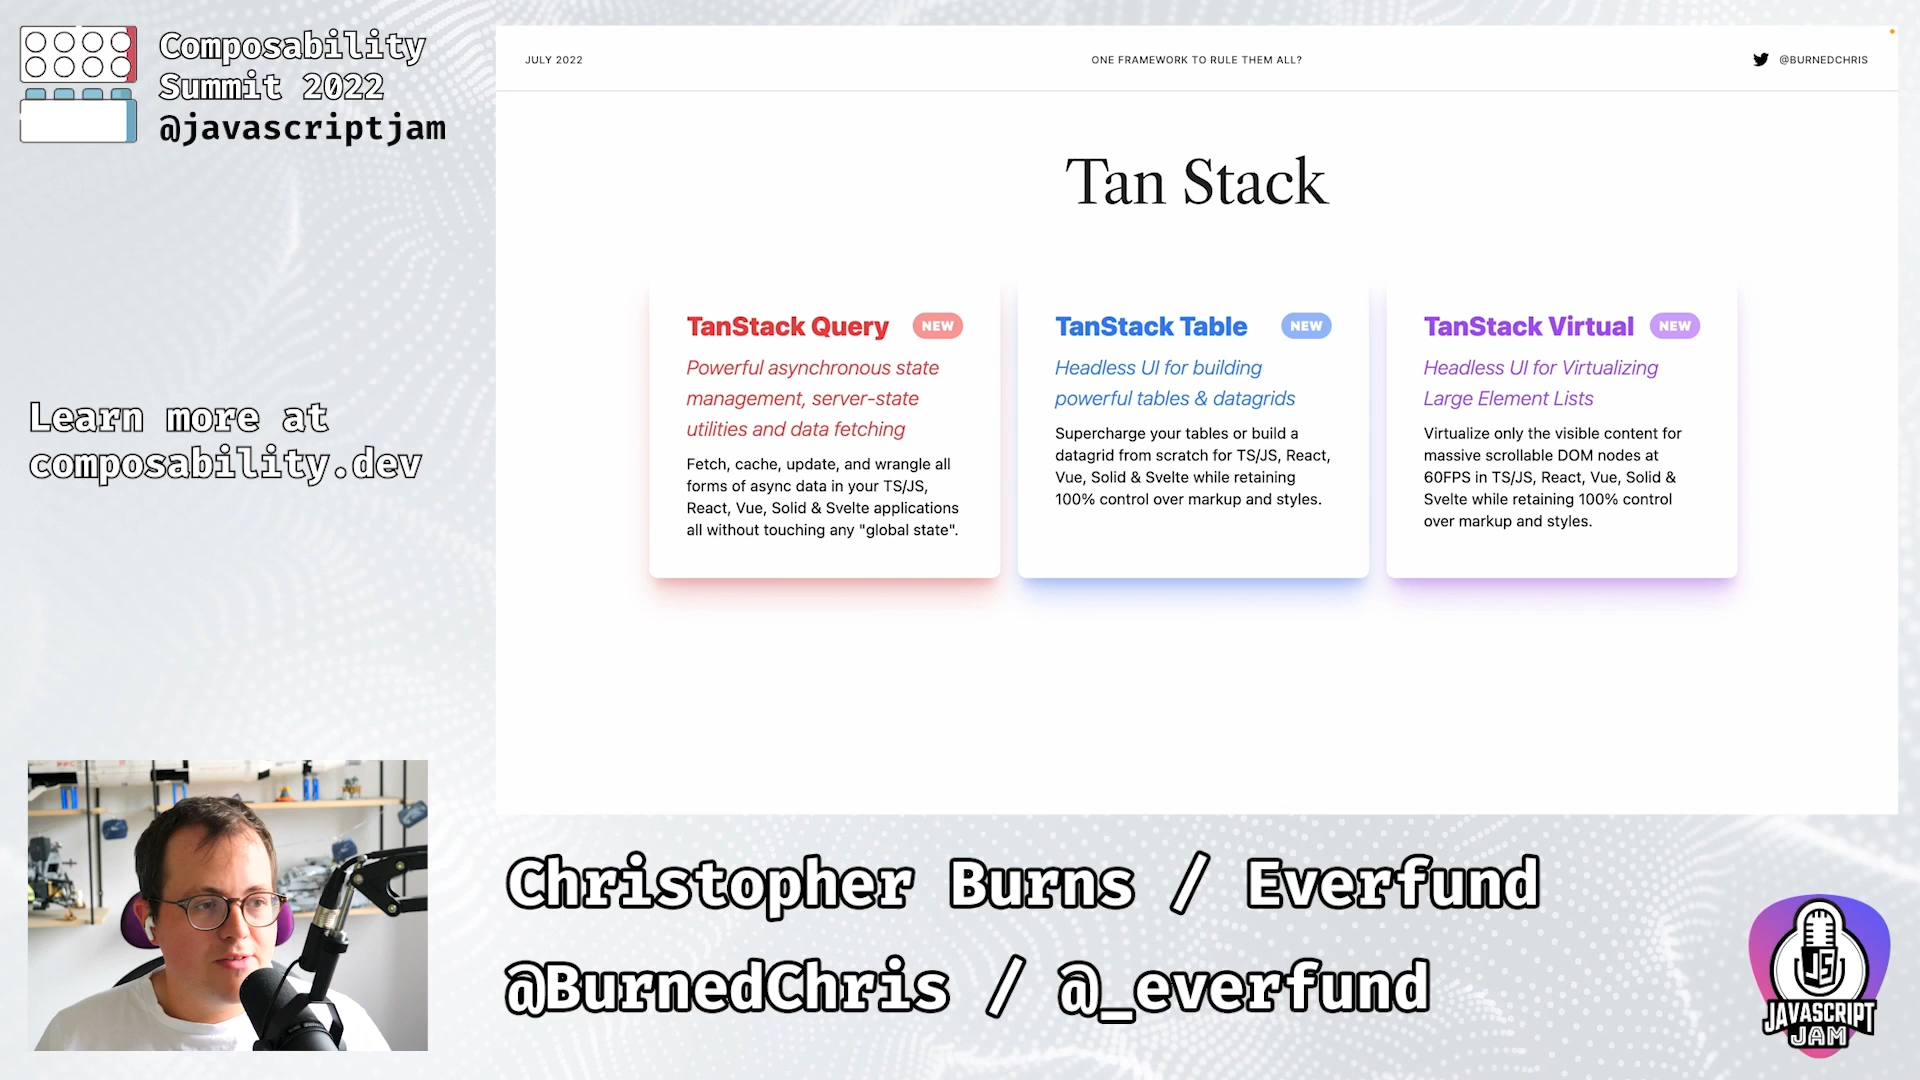 Composability
Summit 2022
@javascriptjam
JULY 2022
ONE FRAMEWORK TO RULE THEM ALL?
@BURNEDCHRIS
Tan Stack
TanStack Query
NEW
Powerful asynchronous state
management, server-state
utilities and data fetching
Fetch, cache, update, and wrangle all
forms of async data in your TS/JS,
React, Vue, Solid & Svelte applications
all without touching any "global state".
TanStack Table
NEW
Headless UI for building
powerful tables & datagrids
Supercharge your tables or build a
datagrid from scratch for TS/JS, React,
Vue, Solid & Svelte while retaining
100% control over markup and styles.
TanStack Virtual
NEW
Headless UI for Virtualizing
Large Element Lists
Virtualize only the visible content for
massive scrollable DOM nodes at
60FPS in TS/JS, React, Vue, Solid &
Svelte while retaining 100% control
over markup and styles.
Learn more at
composability.dev
Christopher Burns / Everfund
@BurnedChris / @_everfund
JS
JAVASCRIPT
JAM